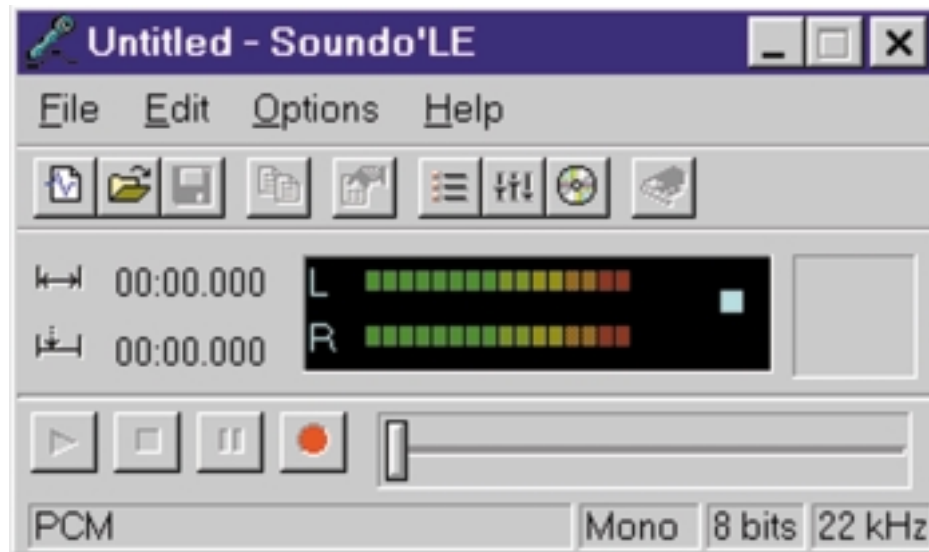 Untitled - Soundo'LE
File Edit Options Help
00:00.000 L
00:00.000 R
PCM Mono 8 bits 22 kHz